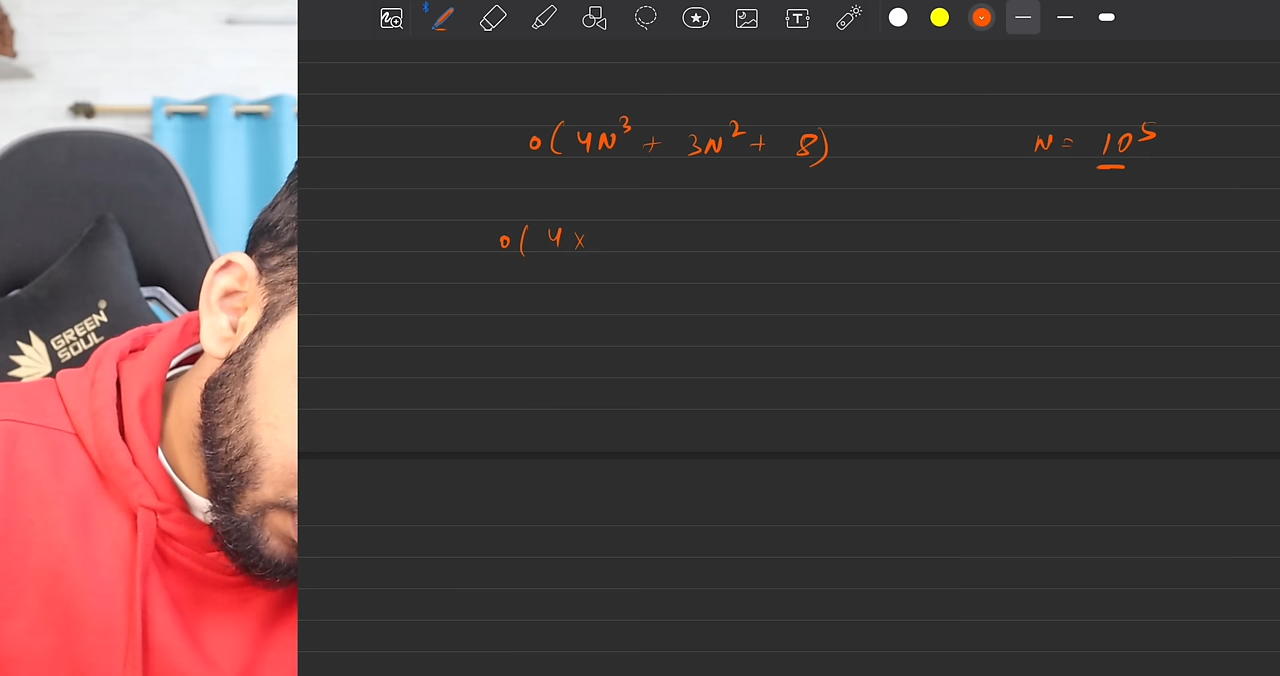 O(4N³ + 3N² + 8) N = 10⁵
O( 4 ×
GREEN
SOUL